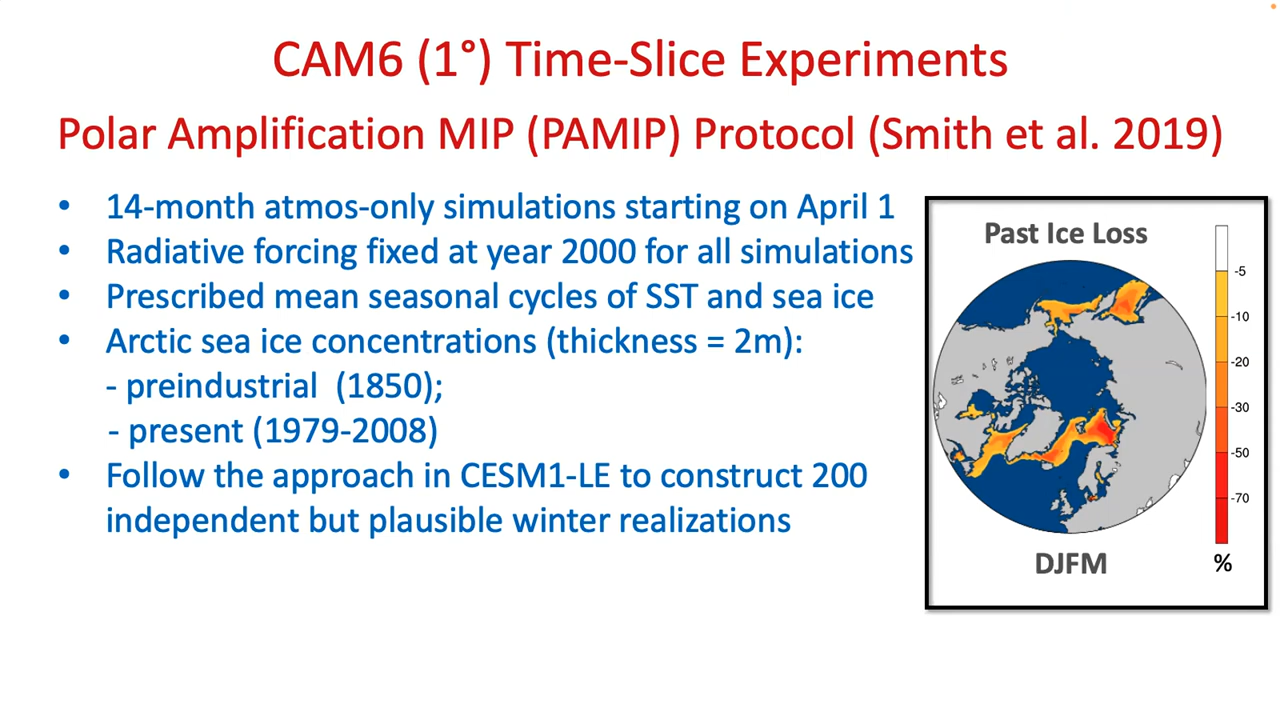 CAM6 (1°) Time-Slice Experiments
Polar Amplification MIP (PAMIP) Protocol (Smith et al. 2019)
• 14-month atmos-only simulations starting on April 1
• Radiative forcing fixed at year 2000 for all simulations
• Prescribed mean seasonal cycles of SST and sea ice
• Arctic sea ice concentrations (thickness = 2m):
- preindustrial (1850);
- present (1979-2008)
• Follow the approach in CESM1-LE to construct 200
independent but plausible winter realizations
Past Ice Loss
-5
-10
-20
-30
-50
-70
%
DJFM